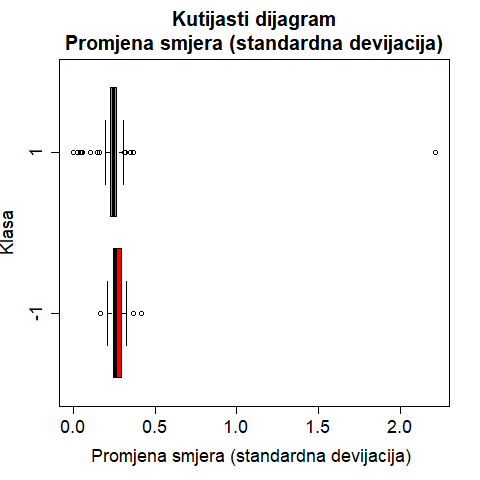 Kutijasti dijagram
Promjena smjera (standardna devijacija)
Klasa
1
-1
0.0
0.5
1.0
1.5
2.0
Promjena smjera (standardna devijacija)